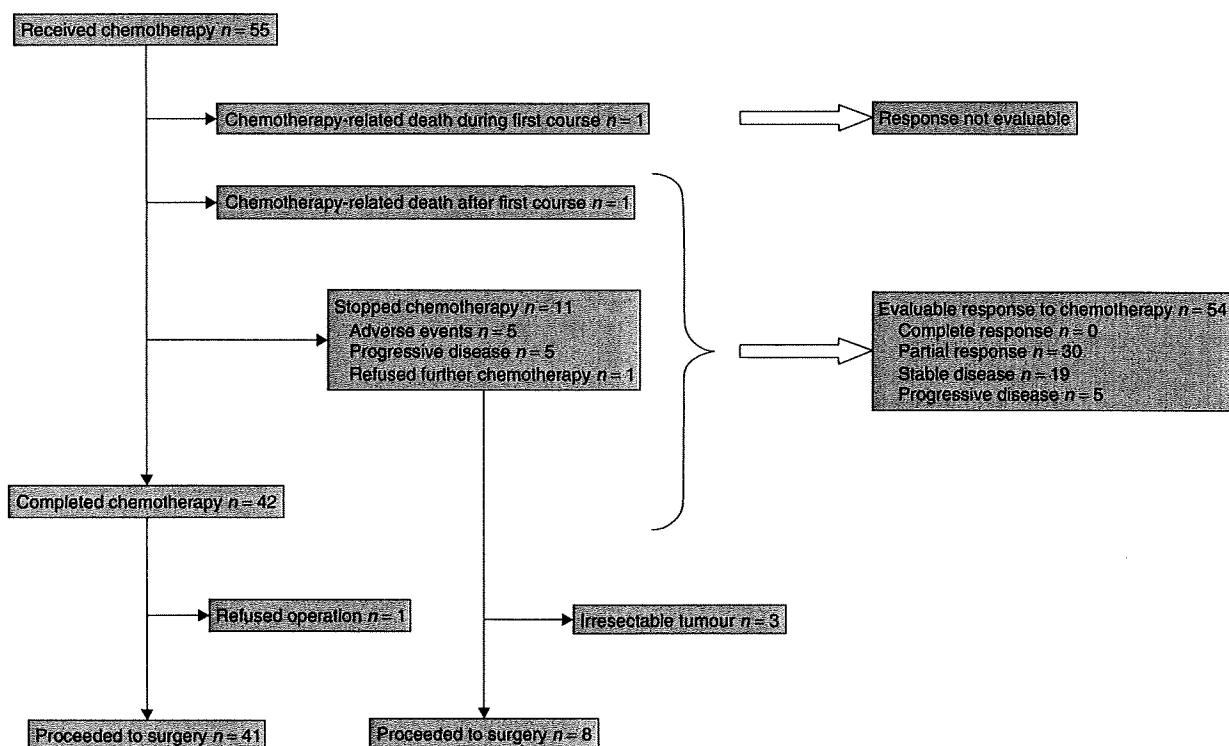 Received chemotherapy n = 55
Chemotherapy-related death during first course n = 1
Response not evaluable
Chemotherapy-related death after first course n = 1
Stopped chemotherapy n = 11
Adverse events n = 5
Progressive disease n = 5
Refused further chemotherapy n = 1
Evaluable response to chemotherapy n = 54
Complete response n = 0
Partial response n = 30
Stable disease n = 19
Progressive disease n = 5
Completed chemotherapy n = 42
Refused operation n = 1
Irresectable tumour n = 3
Proceeded to surgery n = 41
Proceeded to surgery n = 8